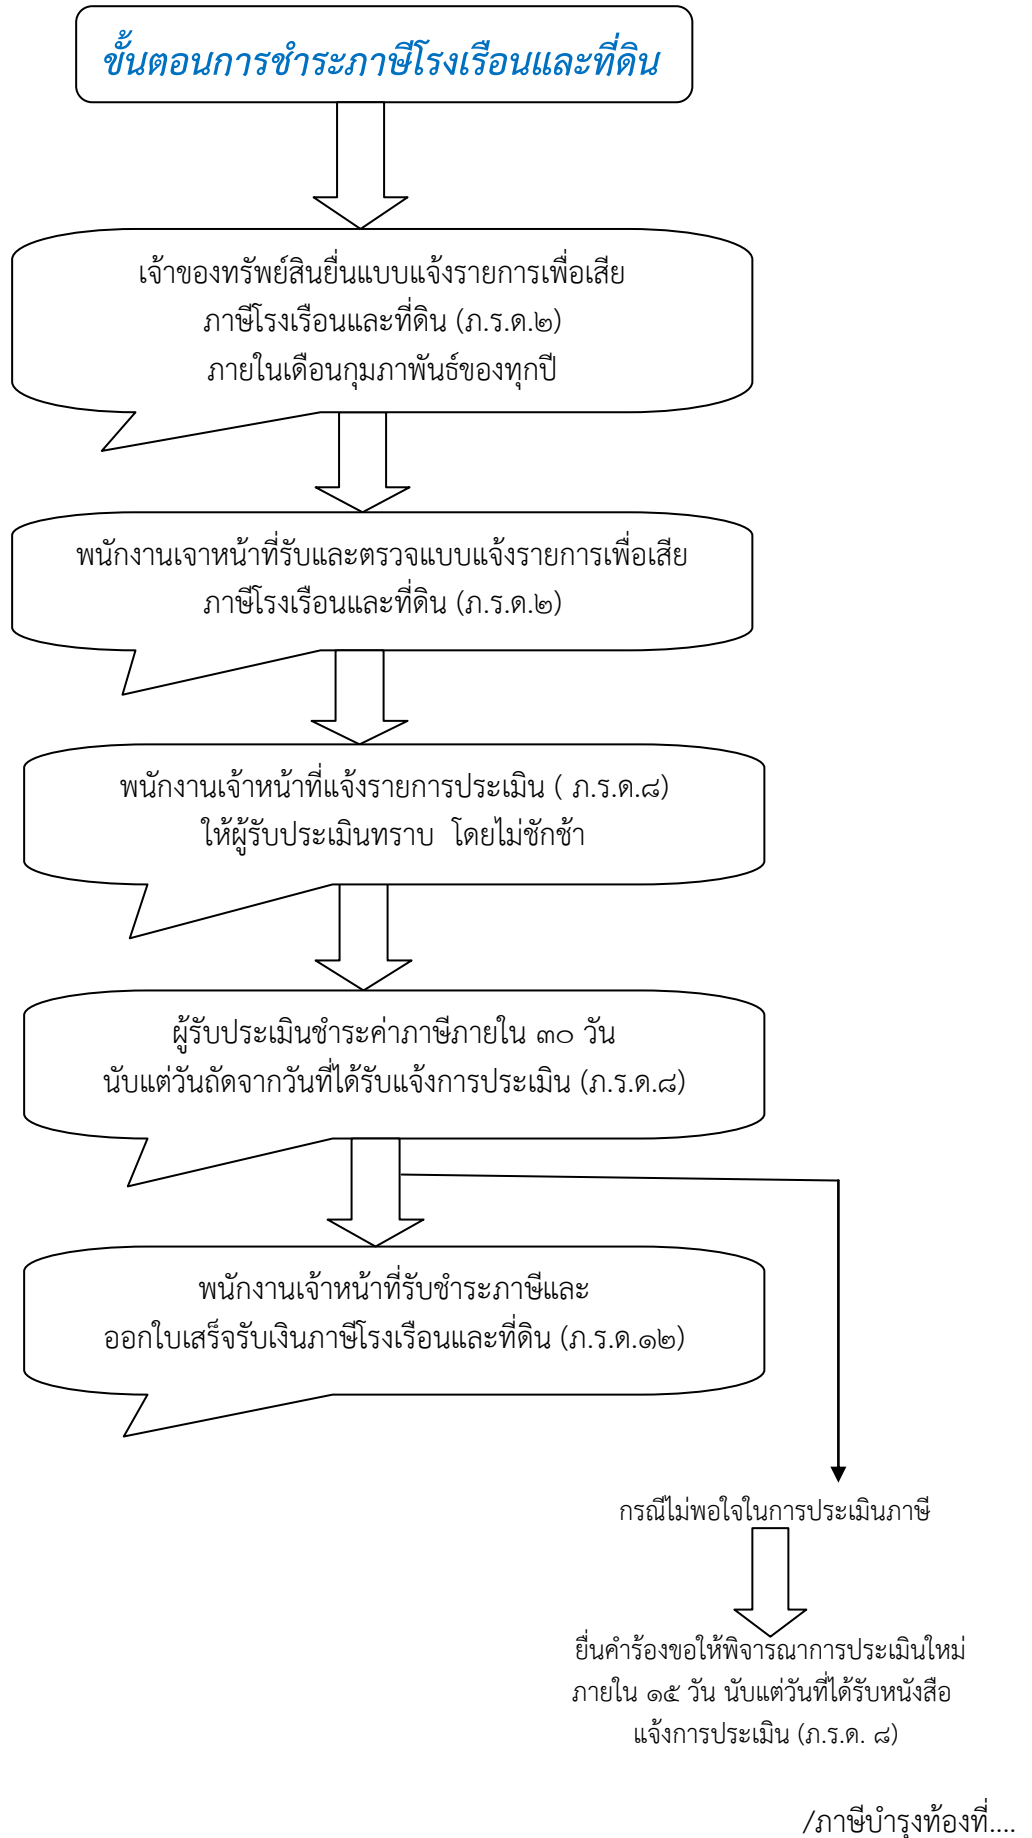 ขั้นตอนการชำระภาษีโรงเรือนและที่ดิน
เจ้าของทรัพย์สินยื่นแบบแจ้งรายการเพื่อเสีย
ภาษีโรงเรือนและที่ดิน (ภ.ร.ด.๒)
ภายในเดือนกุมภาพันธ์ของทุกปี
พนักงานเจาหน้าที่รับและตรวจแบบแจ้งรายการเพื่อเสีย
ภาษีโรงเรือนและที่ดิน (ภ.ร.ด.๒)
พนักงานเจ้าหน้าที่แจ้งรายการประเมิน ( ภ.ร.ด.๘)
ให้ผู้รับประเมินทราบ โดยไม่ชักช้า
ผู้รับประเมินชำระค่าภาษีภายใน ๓๐ วัน
นับแต่วันถัดจากวันที่ได้รับแจ้งการประเมิน (ภ.ร.ด.๘)
พนักงานเจ้าหน้าที่รับชำระภาษีและ
ออกใบเสร็จรับเงินภาษีโรงเรือนและที่ดิน (ภ.ร.ด.๑๒)
กรณีไม่พอใจในการประเมินภาษี
ยื่นคำร้องขอให้พิจารณาการประเมินใหม่
ภายใน ๑๕ วัน นับแต่วันที่ได้รับหนังสือ
แจ้งการประเมิน (ภ.ร.ด. ๘)
/ภาษีบำรุงท้องที่....